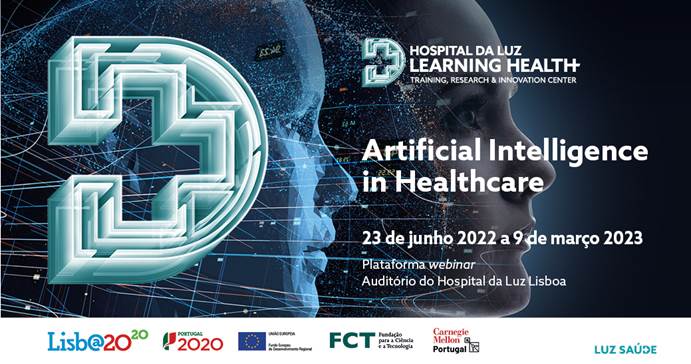 HOSPITAL DA LUZ
LEARNING HEALTH+
TRAINING, RESEARCH & INNOVATION CENTER
Artificial Intelligence
in Healthcare
23 de junho 2022 a 9 de março 2023
Plataforma webinar
Auditório do Hospital da Luz Lisboa
Lisb@20²⁰
PORTUGAL
2020
UNIÃO EUROPEIA
Fundo Europeu
de Desenvolvimento Regional
FCT
Fundação
para a Ciência
e a Tecnologia
Carnegie
Mellon
Portugal
LUZ SAÚDE